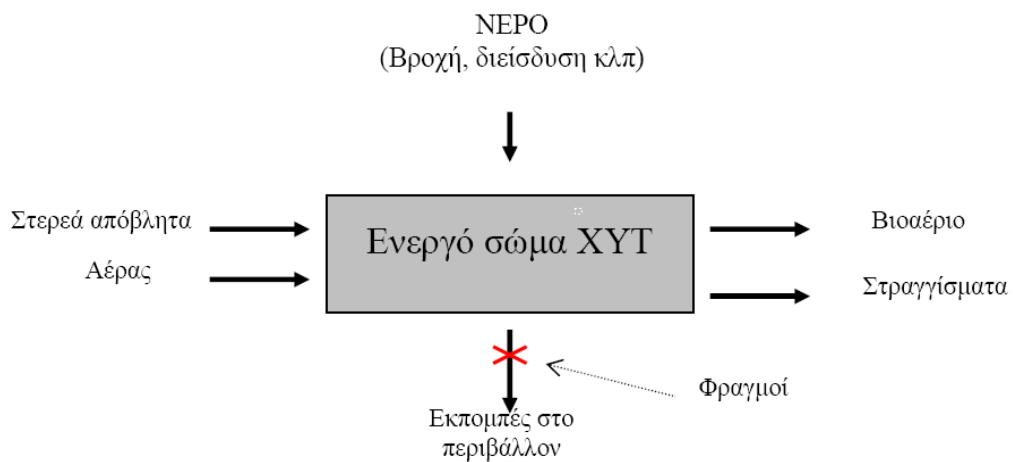 ΝΕΡΟ
(Βροχή, διείσδυση κλπ)
Στερεά απόβλητα
Αέρας
Ενεργό σώμα ΧΥΤ
Βιοαέριο
Στραγγίσματα
Φραγμοί
Εκπομπές στο
περιβάλλον